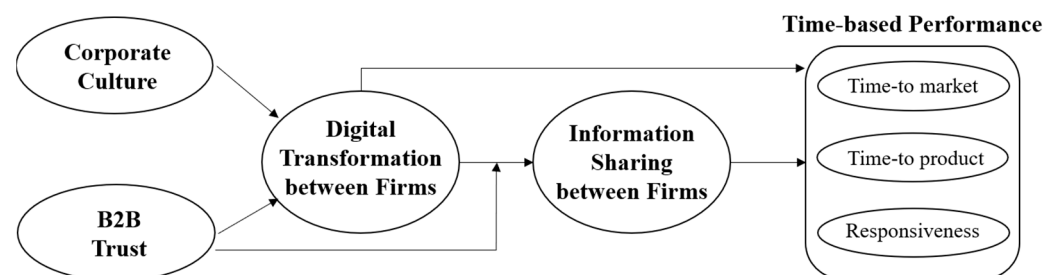 Time-based Performance
Corporate
Culture
Time-to market
Digital
Transformation
between Firms
Information
Sharing
between Firms
Time-to product
B2B
Trust
Responsiveness